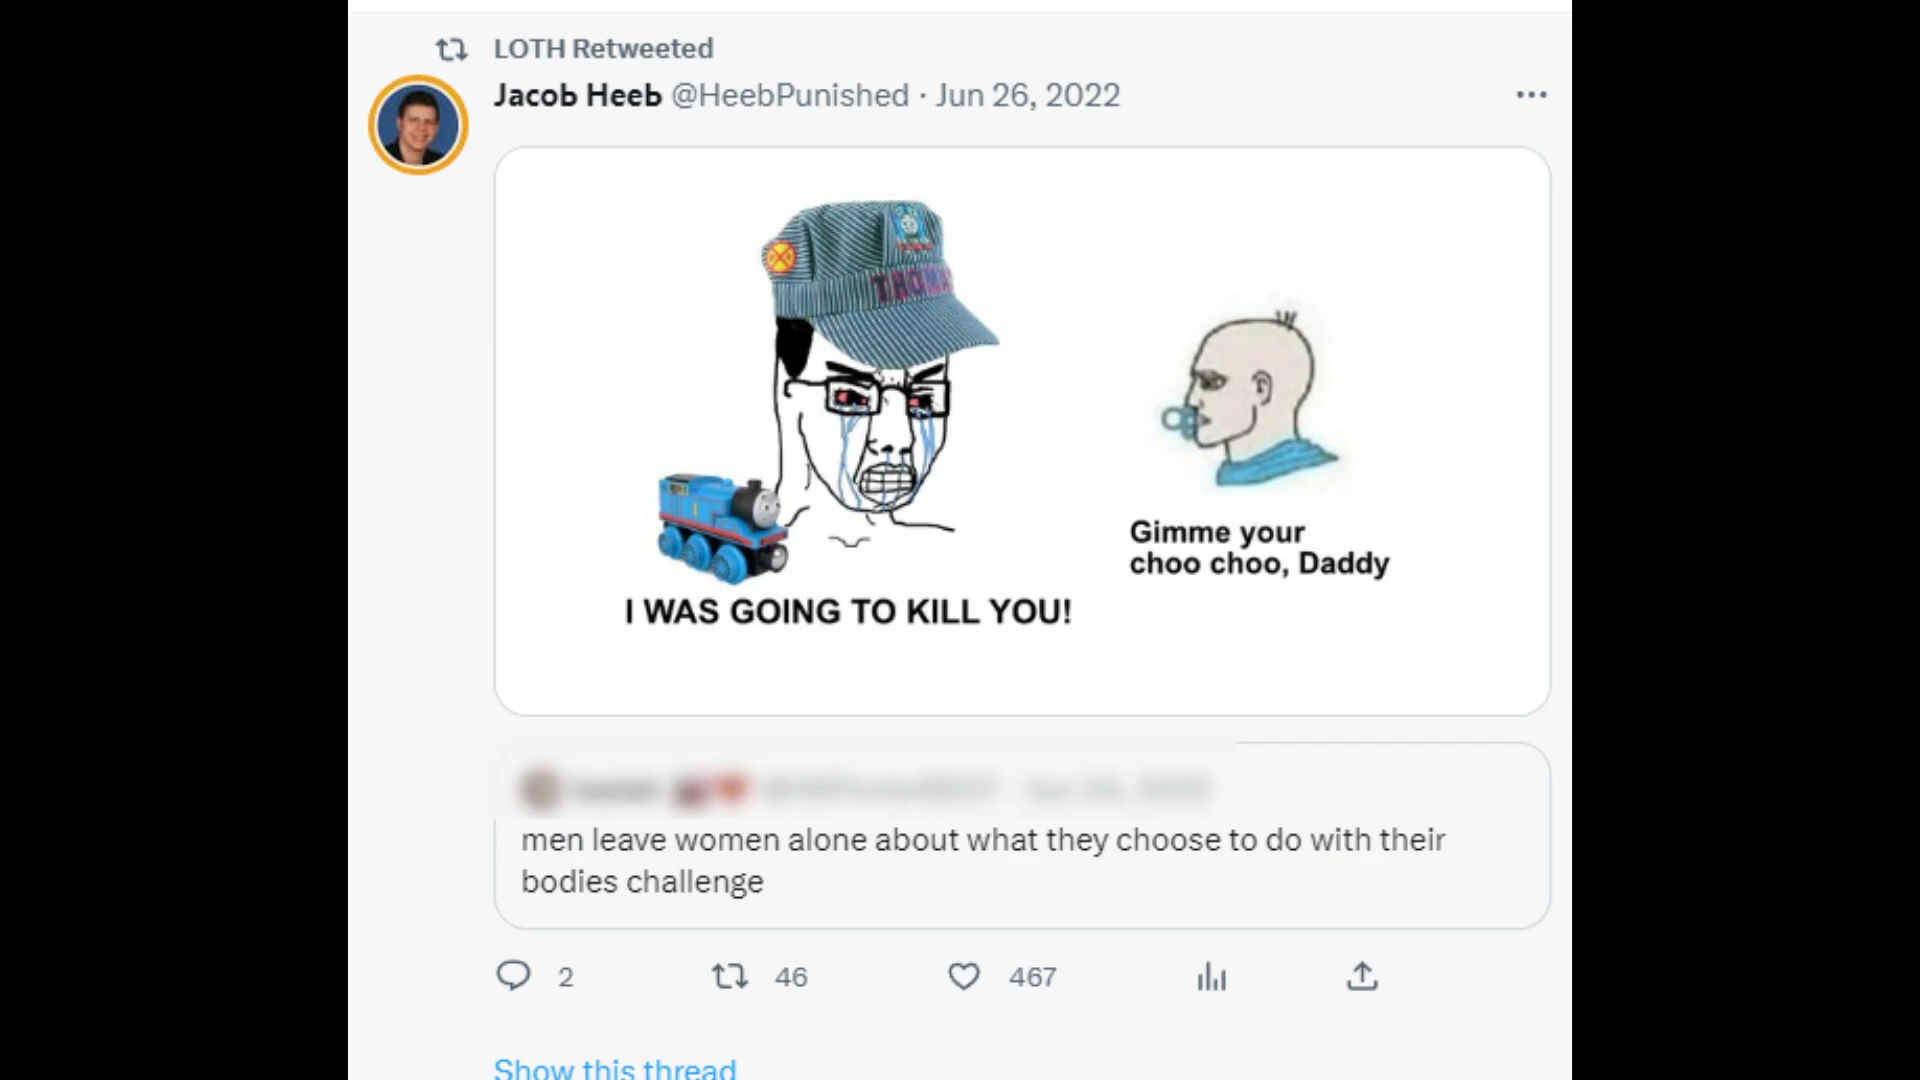 LOTH Retweeted
Jacob Heeb @HeebPunished · Jun 26, 2022
THOMAS
1
I WAS GOING TO KILL YOU!
Gimme your
choo choo, Daddy
men leave women alone about what they choose to do with their
bodies challenge
2 46 467
Show this thread